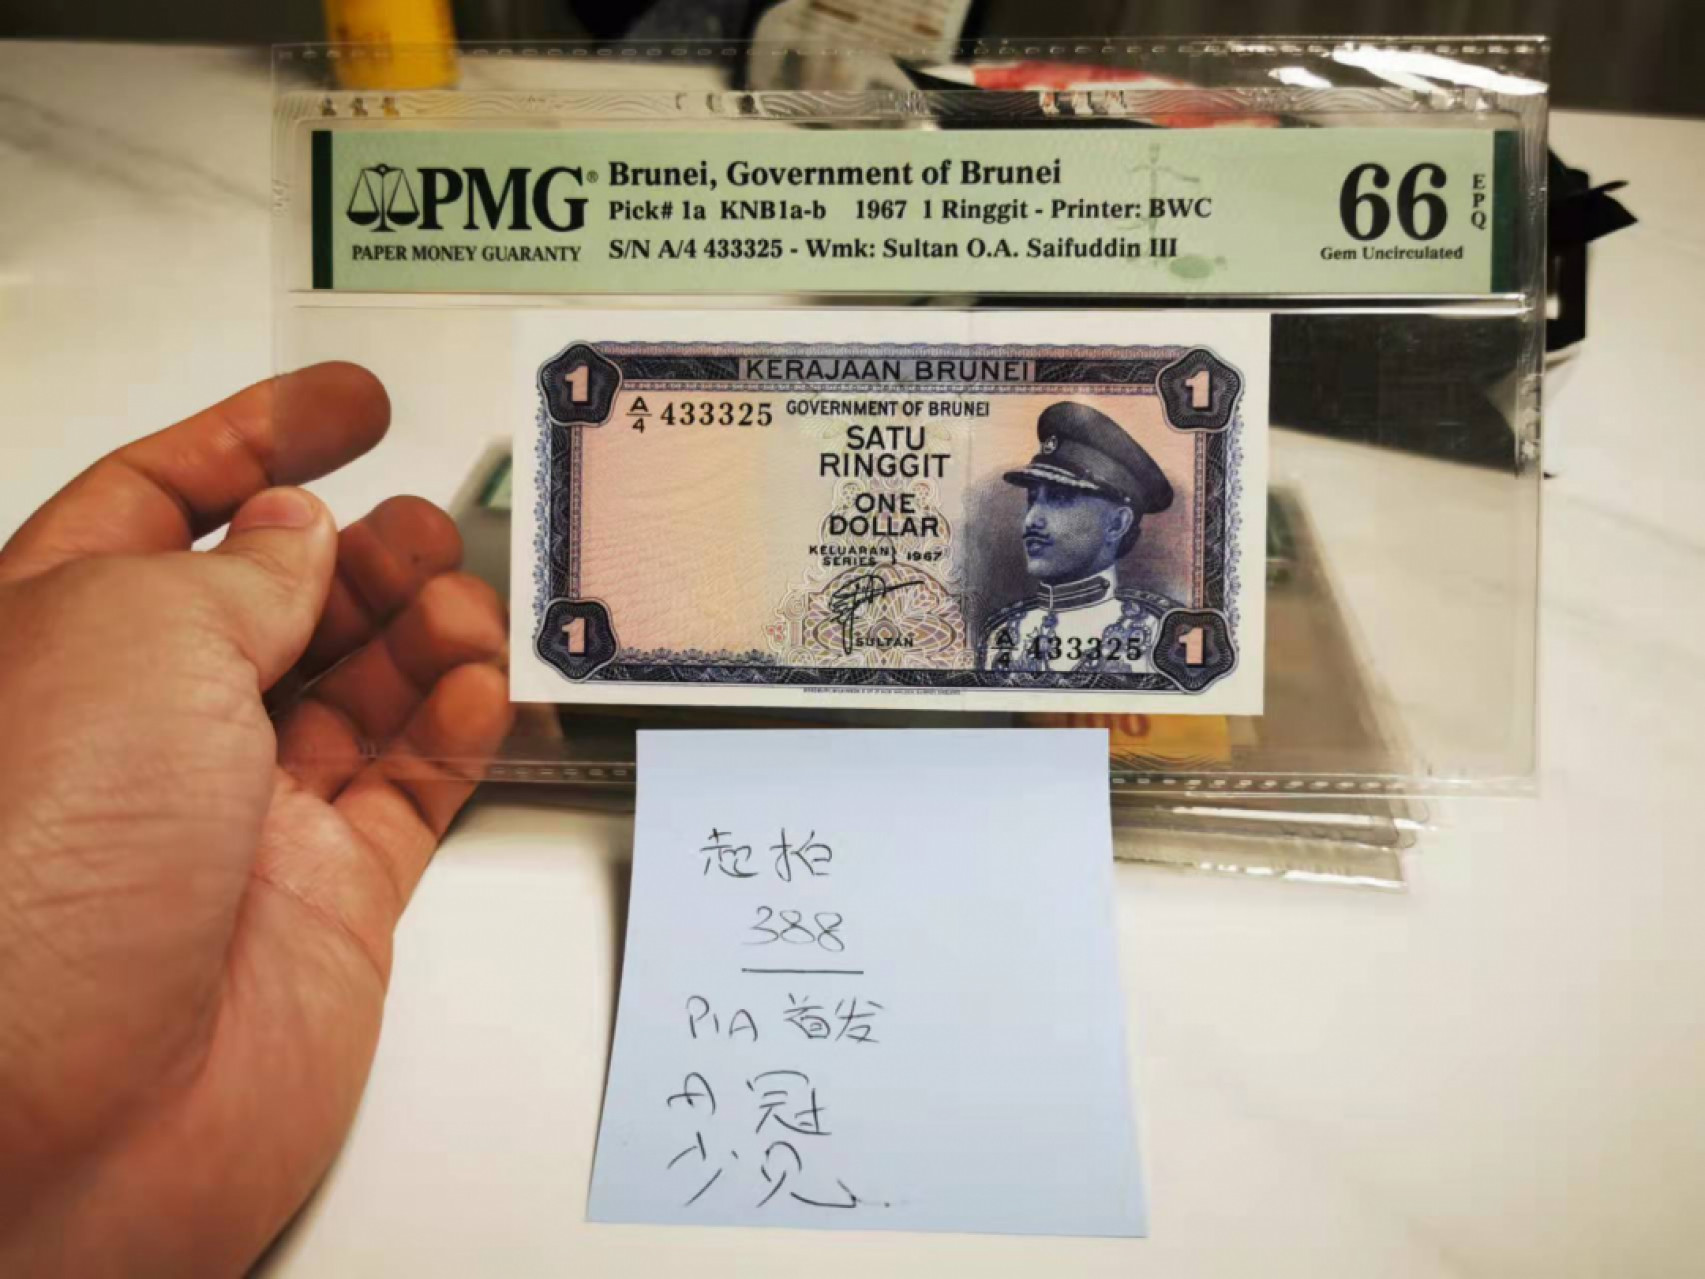 PMG®
PAPER MONEY GUARANTY
Brunei, Government of Brunei
Pick# 1a KNB1a-b 1967 1 Ringgit - Printer: BWC
S/N A/4 433325 - Wmk: Sultan O.A. Saifuddin III
66
EPQ
Gem Uncirculated
1
KERAJAAN BRUNEI
1
A/4 433325
GOVERNMENT OF BRUNEI
SATU
RINGGIT
ONE
DOLLAR
KELUARAN
SERIES
1967
SULTAN
1
A/4 433325
1
起拍
388
P1A 首发
A 冠
少见